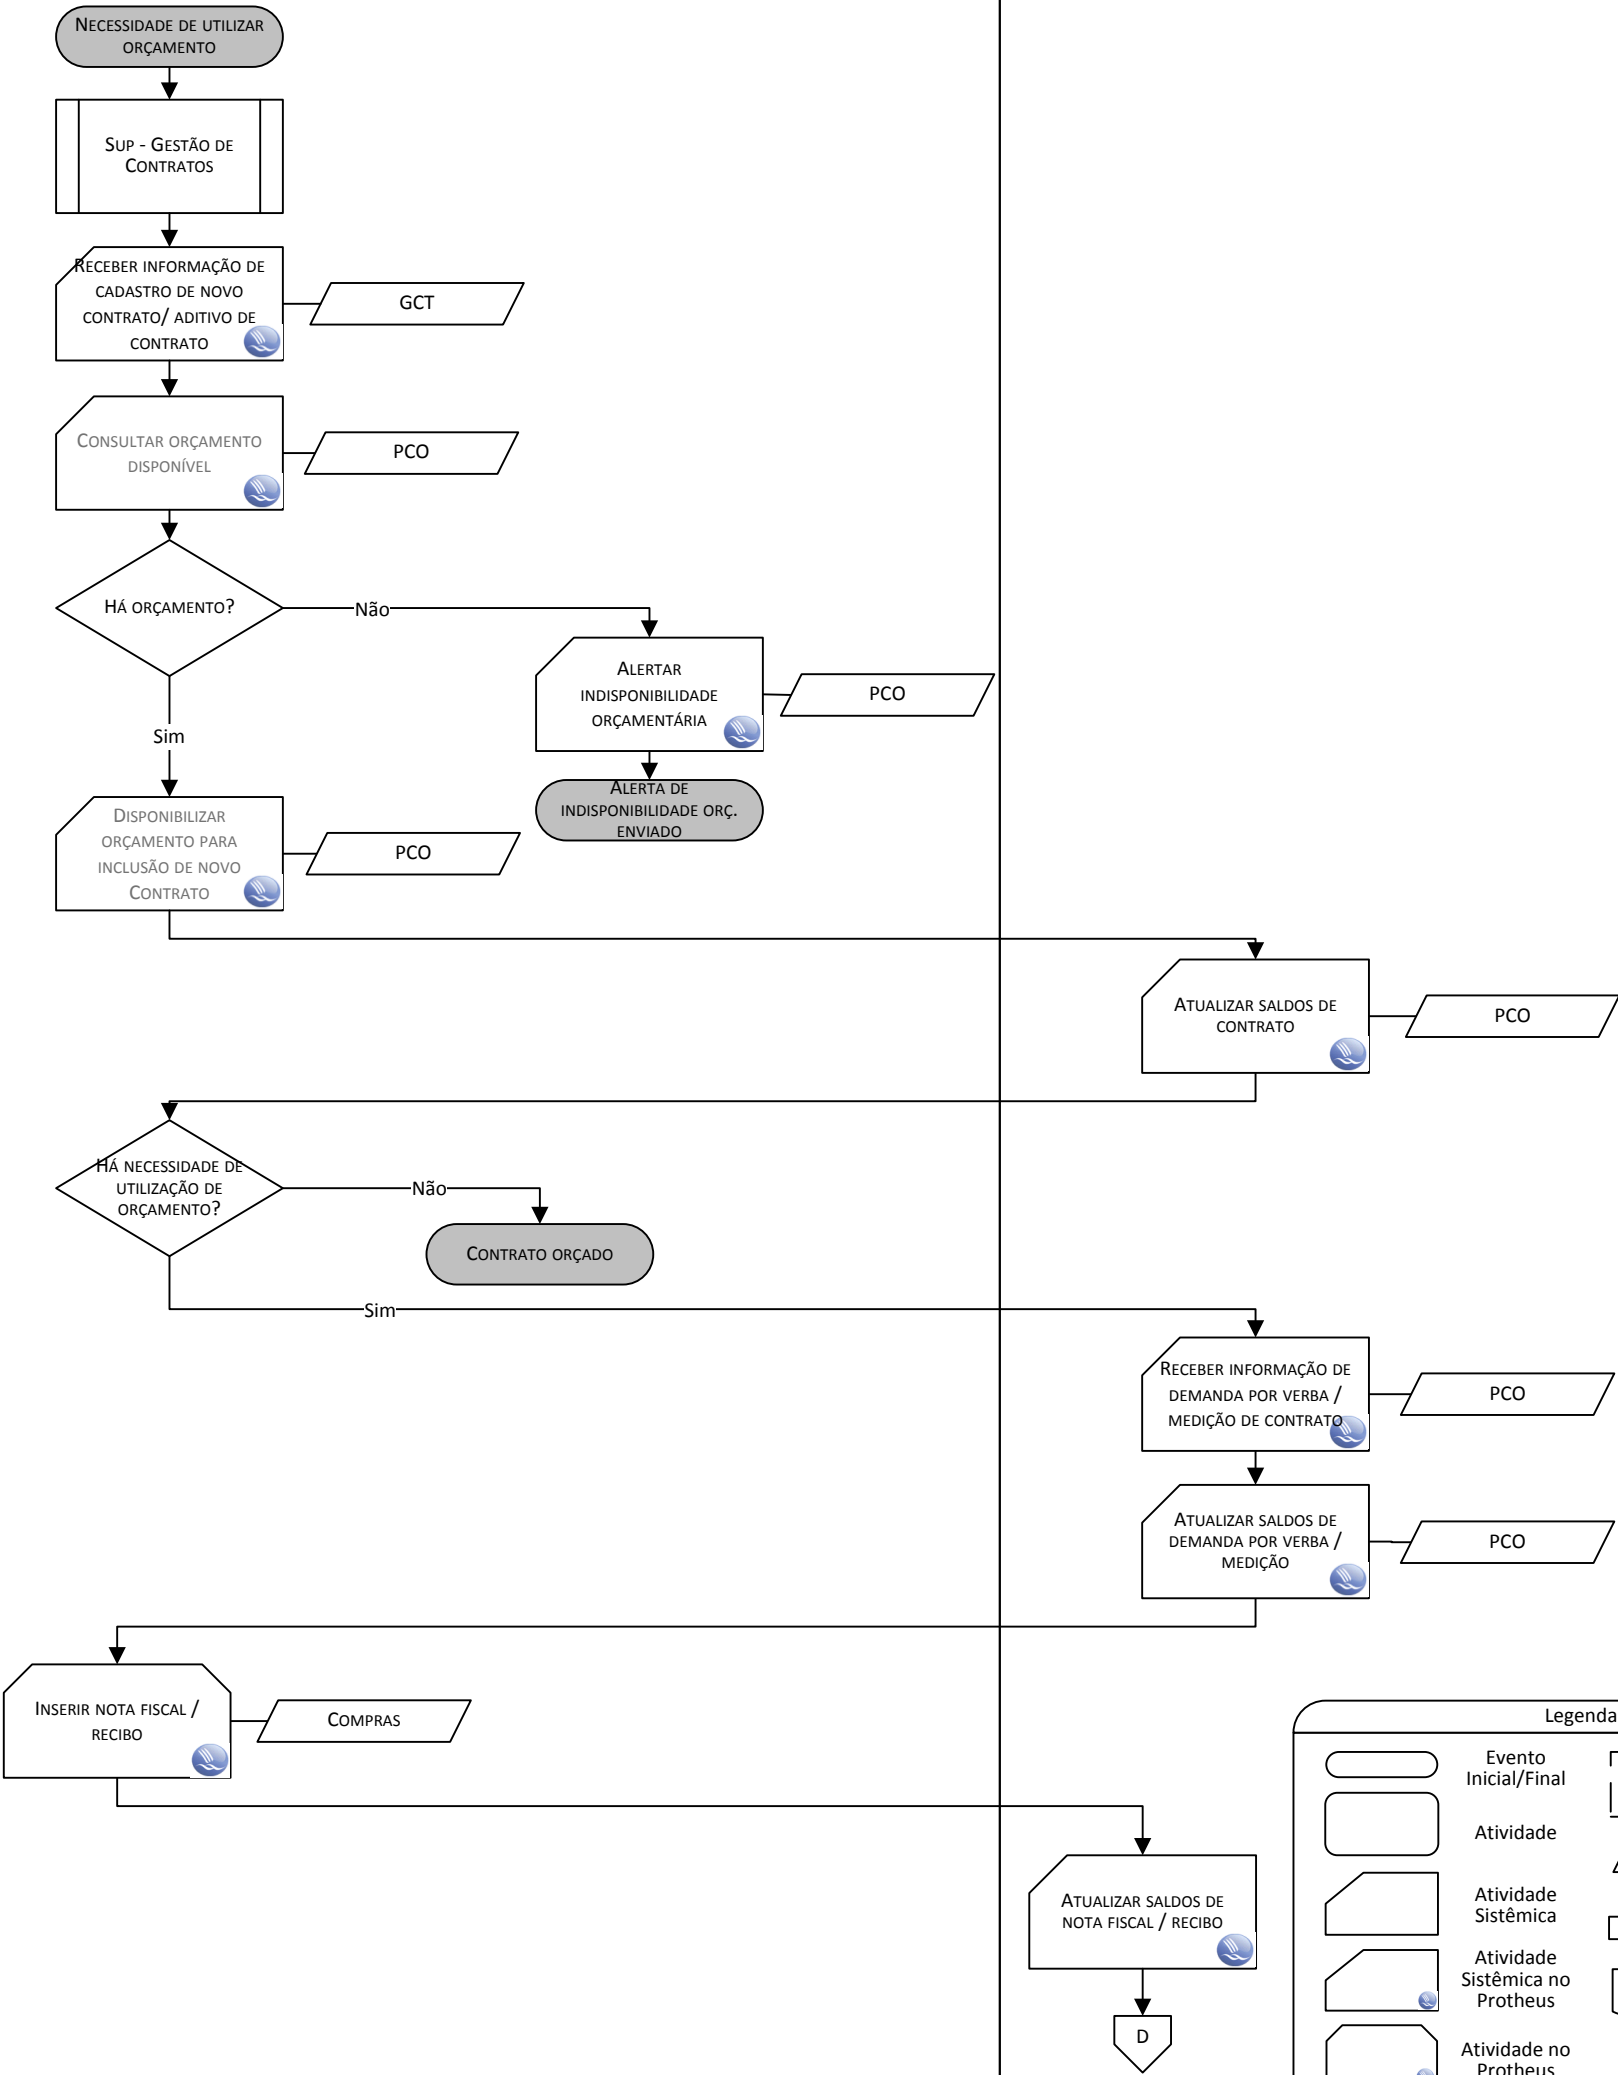 Necessidade de utilizar
orçamento
Sup - Gestão de
Contratos
Receber informação de
cadastro de novo
contrato/ aditivo de
contrato
GCT
Consultar orçamento
disponível
PCO
Há orçamento?
Não
Sim
Alertar
indisponibilidade
orçamentária
PCO
Alerta de
indisponibilidade orç.
enviado
Disponibilizar
orçamento para
inclusão de novo
Contrato
PCO
Atualizar saldos de
contrato
PCO
Há necessidade de
utilização de
orçamento?
Não
Contrato orçado
Sim
Receber informação de
demanda por verba /
medição de contrato
PCO
Atualizar saldos de
demanda por verba /
medição
PCO
Inserir nota fiscal /
recibo
Compras
Atualizar saldos de
nota fiscal / recibo
D
Legenda
Evento
Inicial/Final
Atividade
Atividade
Sistêmica
Atividade
Sistêmica no
Protheus
Atividade no
Protheus